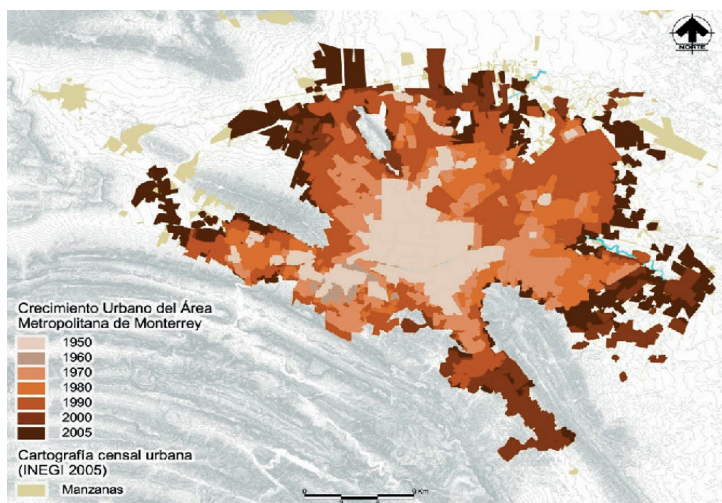 NORTE
Crecimiento Urbano del Área
Metropolitana de Monterrey
1950
1960
1970
1980
1990
2000
2005
Cartografía censal urbana
(INEGI 2005)
Manzanas
0 9 Km